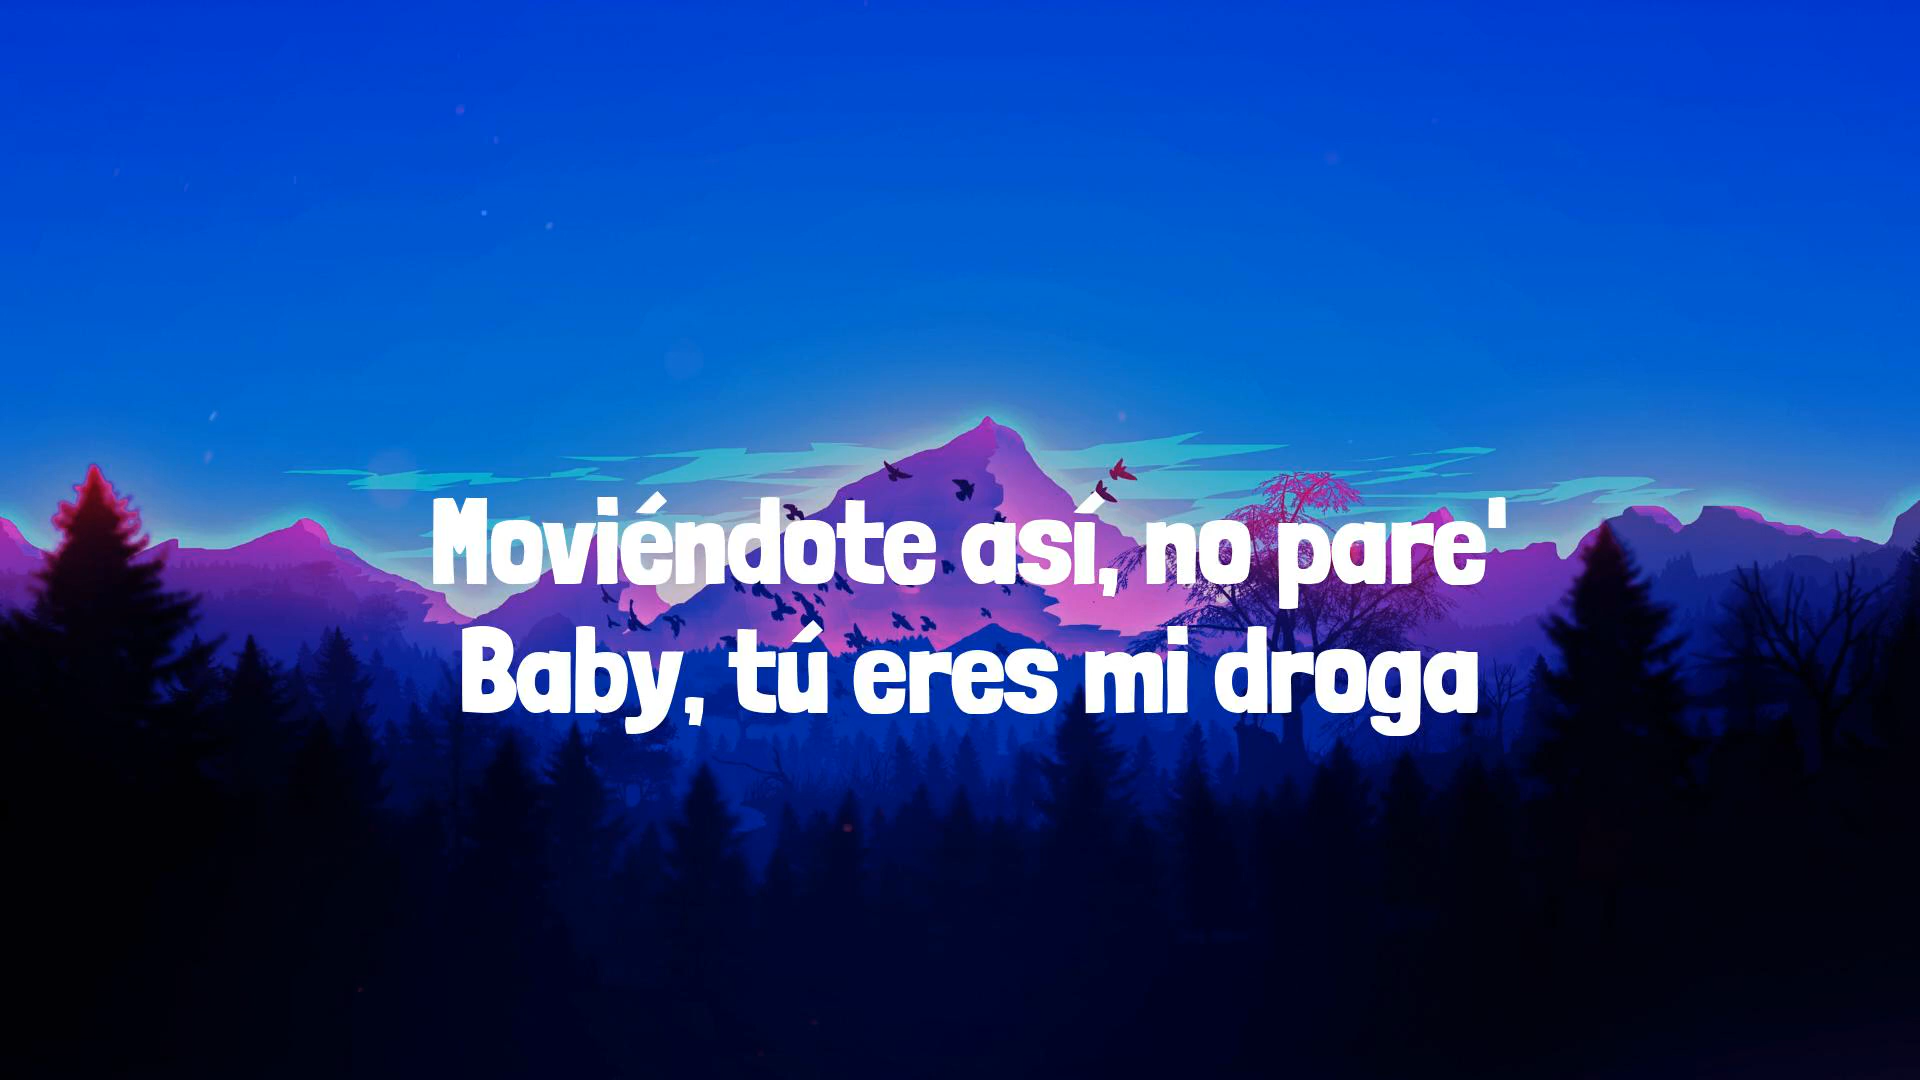 Moviéndote así, no pare'
Baby, tú eres mi droga